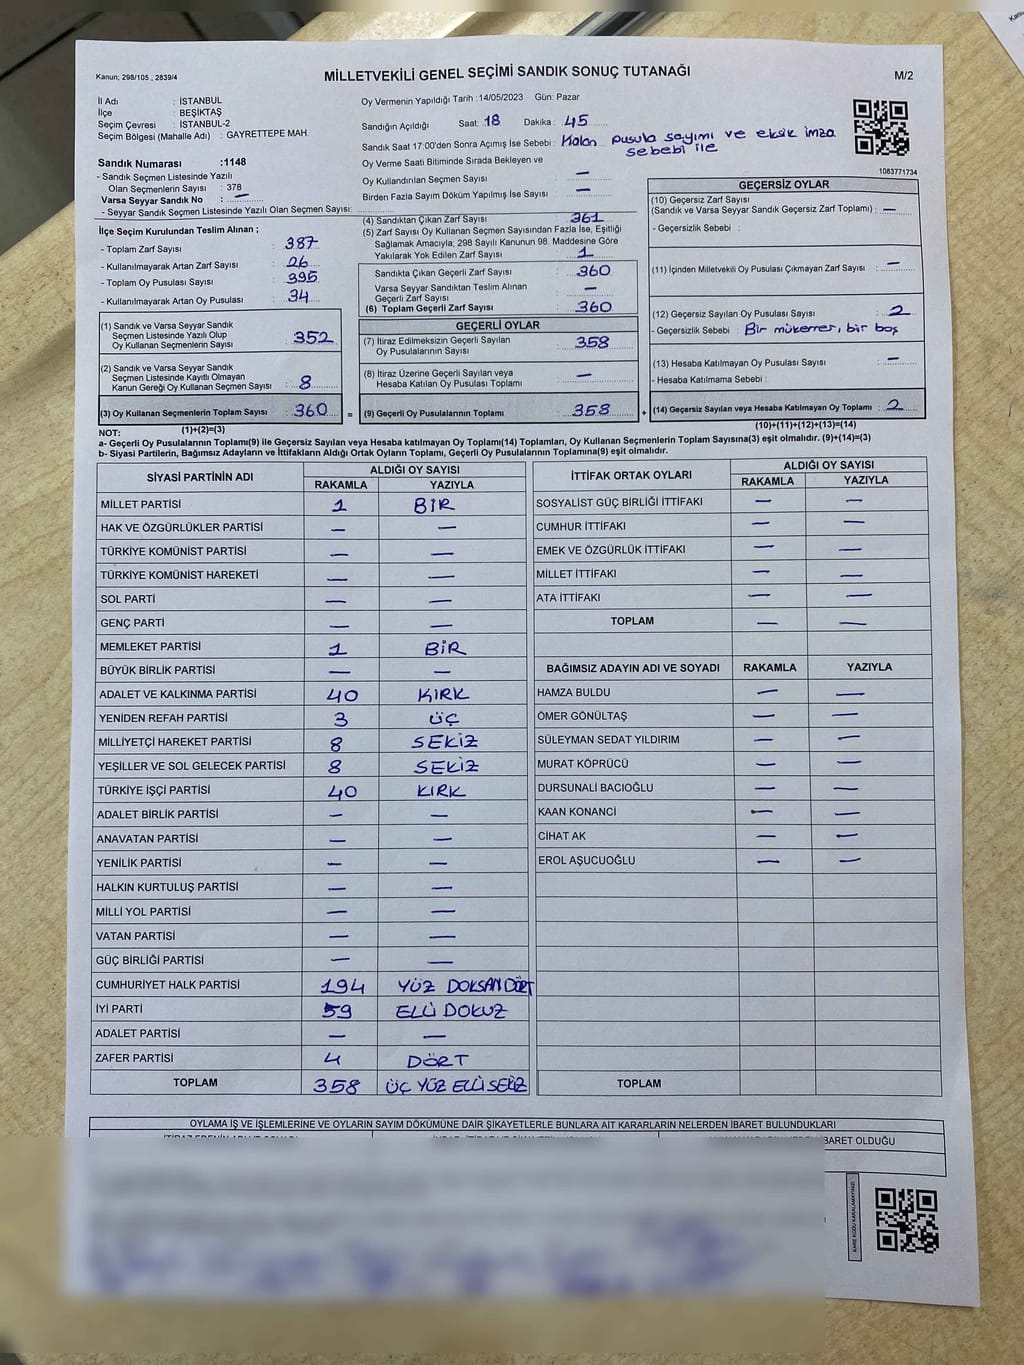 Kanun; 298/105 , 2839/4
MİLLETVEKİLİ GENEL SEÇİMİ SANDIK SONUÇ TUTANAĞI
M/2
İl Adı : İSTANBUL
İlçe : BEŞİKTAŞ
Seçim Çevresi : İSTANBUL-2
Seçim Bölgesi (Mahalle Adı) : GAYRETTEPE MAH.
Sandık Numarası :1148
- Sandık Seçmen Listesinde Yazılı
Olan Seçmenlerin Sayısı : 378
Varsa Seyyar Sandık No : —
- Seyyar Sandık Seçmen Listesinde Yazılı Olan Seçmen Sayısı:
Oy Vermenin Yapıldığı Tarih :14/05/2023 Gün: Pazar
Sandığın Açıldığı Saat: 18 Dakika : 45
Sandık Saat 17:00'den Sonra Açımış İse Sebebi : Kalan pusula sayımı ve eksik imza
sebebi ile
Oy Verme Saati Bitiminde Sırada Bekleyen ve
Oy Kullandırılan Seçmen Sayısı : —
Birden Fazla Sayım Döküm Yapılmış İse Sayısı : —
1083771734
İlçe Seçim Kurulundan Teslim Alınan ;
- Toplam Zarf Sayısı : 387
- Kullanılmayarak Artan Zarf Sayısı : 26
- Toplam Oy Pusulası Sayısı : 395
- Kullanılmayarak Artan Oy Pusulası : 34
(1) Sandık ve Varsa Seyyar Sandık
Seçmen Listesinde Yazılı Olup
Oy Kullanan Seçmenlerin Sayısı : 352
(2) Sandık ve Varsa Seyyar Sandık
Seçmen Listesinde Kayıtlı Olmayan
Kanun Gereği Oy Kullanan Seçmen Sayısı : 8
(3) Oy Kullanan Seçmenlerin Toplam Sayısı : 360
(1)+(2)=(3)
(4) Sandıktan Çıkan Zarf Sayısı : 361
(5) Zarf Sayısı Oy Kullanan Seçmen Sayısından Fazla İse, Eşitliği
Sağlamak Amacıyla; 298 Sayılı Kanunun 98. Maddesine Göre
Yakılarak Yok Edilen Zarf Sayısı : 1
Sandıkta Çıkan Geçerli Zarf Sayısı : 360
Varsa Seyyar Sandıktan Teslim Alınan
Geçerli Zarf Sayısı : —
(6) Toplam Geçerli Zarf Sayısı : 360
GEÇERLİ OYLAR
(7) İtiraz Edilmeksizin Geçerli Sayılan
Oy Pusulalarının Sayısı : 358
(8) İtiraz Üzerine Geçerli Sayılan veya
Hesaba Katılan Oy Pusulası Toplamı : —
= (9) Geçerli Oy Pusulalarının Toplamı : 358 +
GEÇERSİZ OYLAR
(10) Geçersiz Zarf Sayısı
(Sandık ve Varsa Seyyar Sandık Geçersiz Zarf Toplamı) : —
- Geçersizlik Sebebi :
(11) İçinden Milletvekili Oy Pusulası Çıkmayan Zarf Sayısı : —
(12) Geçersiz Sayılan Oy Pusulası Sayısı : 2
- Geçersizlik Sebebi : Bir mükerrer, bir boş
(13) Hesaba Katılmayan Oy Pusulası Sayısı : —
- Hesaba Katılmama Sebebi :
(14) Geçersiz Sayılan veya Hesaba Katılmayan Oy Toplamı : 2
(10)+(11)+(12)+(13)=(14)
NOT:
a- Geçerli Oy Pusulalarının Toplamı(9) ile Geçersiz Sayılan veya Hesaba katılmayan Oy Toplamı(14) Toplamları, Oy Kullanan Seçmenlerin Toplam Sayısına(3) eşit olmalıdır. (9)+(14)=(3)
b- Siyasi Partilerin, Bağımsız Adayların ve İttifakların Aldığı Ortak Oyların Toplamı, Geçerli Oy Pusulalarının Toplamına(9) eşit olmalıdır.
SİYASİ PARTİNİN ADI ALDIĞI OY SAYISI
RAKAMLA YAZIYLA
MİLLET PARTİSİ 1 BİR
HAK VE ÖZGÜRLÜKLER PARTİSİ — —
TÜRKİYE KOMÜNİST PARTİSİ — —
TÜRKİYE KOMÜNİST HAREKETİ — —
SOL PARTİ — —
GENÇ PARTİ — —
MEMLEKET PARTİSİ 1 BİR
BÜYÜK BİRLİK PARTİSİ — —
ADALET VE KALKINMA PARTİSİ 40 KIRK
YENİDEN REFAH PARTİSİ 3 ÜÇ
MİLLİYETÇİ HAREKET PARTİSİ 8 SEKİZ
YEŞİLLER VE SOL GELECEK PARTİSİ 8 SEKİZ
TÜRKİYE İŞÇİ PARTİSİ 40 KIRK
ADALET BİRLİK PARTİSİ — —
ANAVATAN PARTİSİ — —
YENİLİK PARTİSİ — —
HALKIN KURTULUŞ PARTİSİ — —
MİLLİ YOL PARTİSİ — —
VATAN PARTİSİ — —
GÜÇ BİRLİĞİ PARTİSİ — —
CUMHURİYET HALK PARTİSİ 194 YÜZ DOKSAN DÖRT
İYİ PARTİ 59 ELLİ DOKUZ
ADALET PARTİSİ — —
ZAFER PARTİSİ 4 DÖRT
TOPLAM 358 ÜÇ YÜZ ELLİ SEKİZ
İTTİFAK ORTAK OYLARI ALDIĞI OY SAYISI
RAKAMLA YAZIYLA
SOSYALİST GÜÇ BİRLİĞİ İTTİFAKI — —
CUMHUR İTTİFAKI — —
EMEK VE ÖZGÜRLÜK İTTİFAKI — —
MİLLET İTTİFAKI — —
ATA İTTİFAKI — —
TOPLAM — —
BAĞIMSIZ ADAYIN ADI VE SOYADI RAKAMLA YAZIYLA
HAMZA BULDU — —
ÖMER GÖNÜLTAŞ — —
SÜLEYMAN SEDAT YILDIRIM — —
MURAT KÖPRÜCÜ — —
DURSUNALİ BACIOĞLU — —
KAAN KONANCİ — —
CİHAT AK — —
EROL AŞUCUOĞLU — —
TOPLAM
OYLAMA İŞ VE İŞLEMLERİNE VE OYLARIN SAYIM DÖKÜMÜNE DAİR ŞİKAYETLERLE BUNLARA AİT KARARLARIN NELERDEN İBARET BULUNDUKLARI
İBARET OLDUĞU
KARE KODU KARALAMAYINIZ!